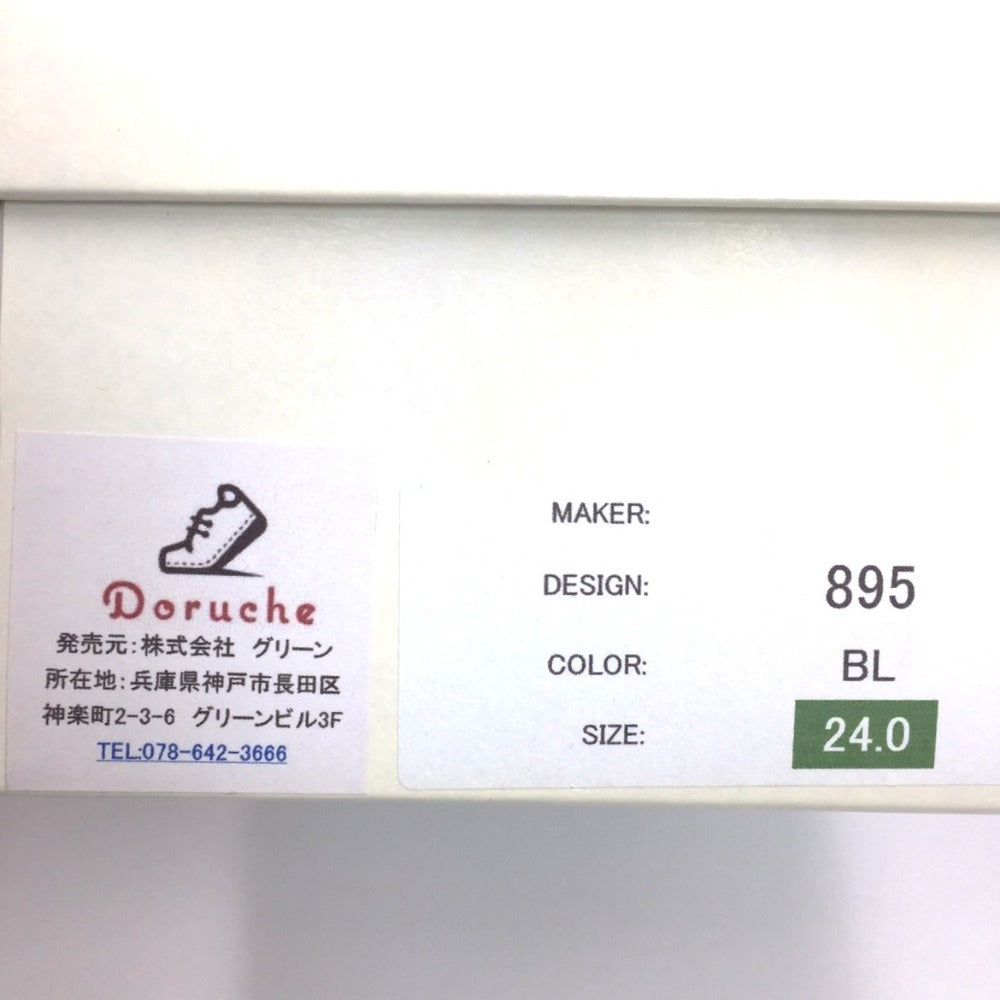 Doruche
発売元：株式会社 グリーン
所在地：兵庫県神戸市長田区
神楽町2-3-6 グリーンビル3F
TEL:078-642-3666
MAKER:
DESIGN: 895
COLOR: BL
SIZE: 24.0